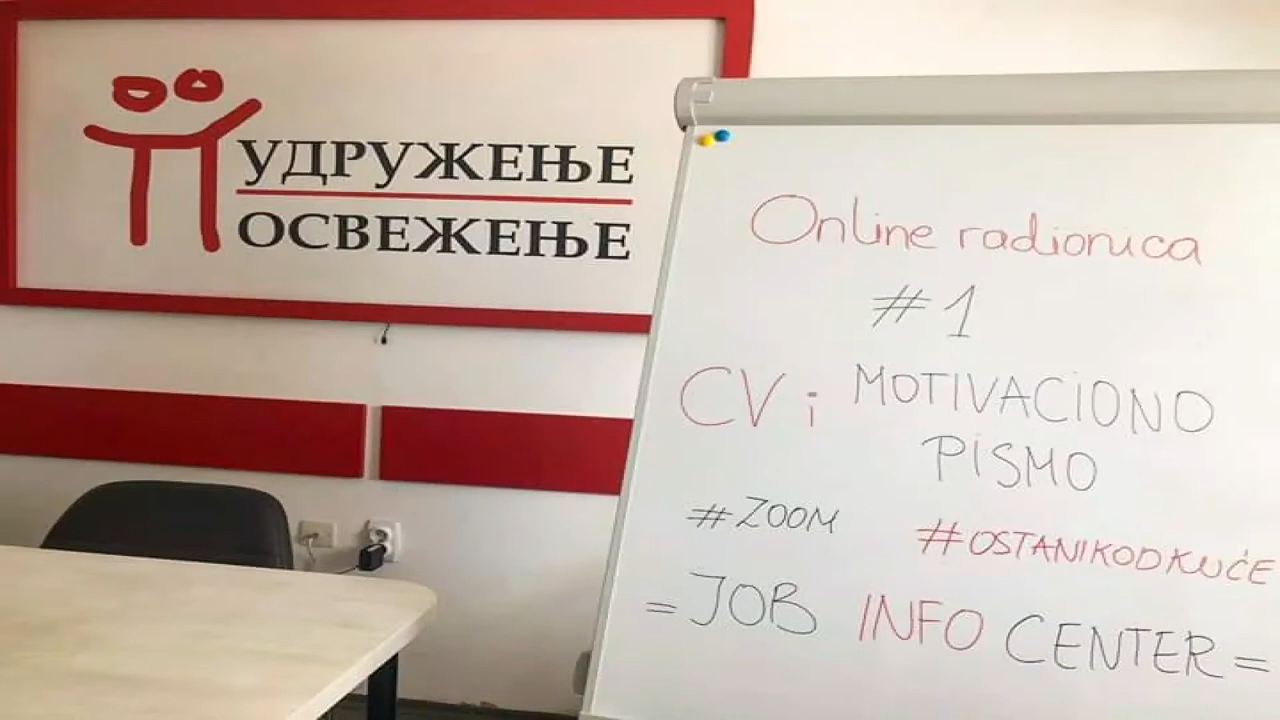 УДРУЖЕЊЕ
ОСВЕЖЕЊЕ
Online radionica
#1
CV i MOTIVACIONO
PISMO
#ZOOM #OSTANIKODKUĆE
=JOB INFO CENTER=